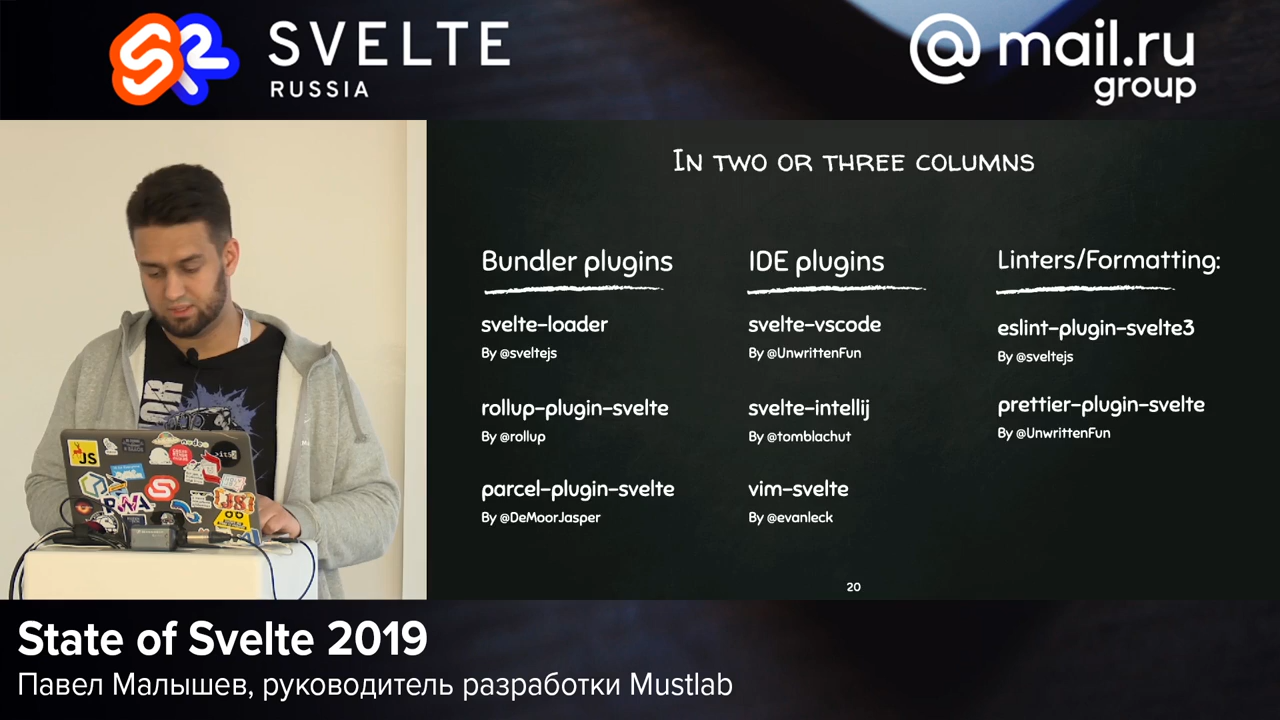 SVELTE
RUSSIA
@mail.ru
group
In two or three columns
Bundler plugins
svelte-loader
By @sveltejs
rollup-plugin-svelte
By @rollup
parcel-plugin-svelte
By @DeMoorJasper
IDE plugins
svelte-vscode
By @UnwrittenFun
svelte-intellij
By @tomblachut
vim-svelte
By @evanleck
Linters/Formatting:
eslint-plugin-svelte3
By @sveltejs
prettier-plugin-svelte
By @UnwrittenFun
20
JS
node
JS
State of Svelte 2019
Павел Малышев, руководитель разработки Mustlab